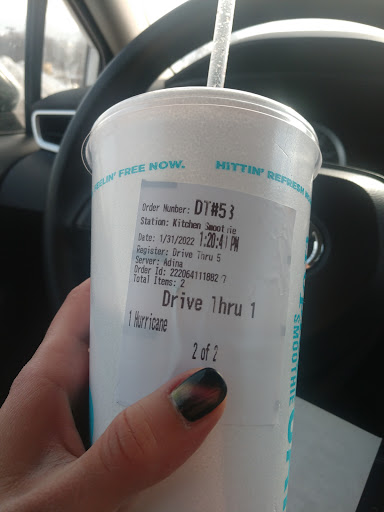 FREE NOW. HITTIN' REFRESH
Order Number: DT#53
Station: Kitchen Smoothie
Date: 1/31/2022 1:20:41 PM
Register: Drive Thru 5
Server: Adina
Order Id: 222064111882
Total Items: 2
Drive Thru 1
1 Hurricane
2 of 2
SMOOTHIE